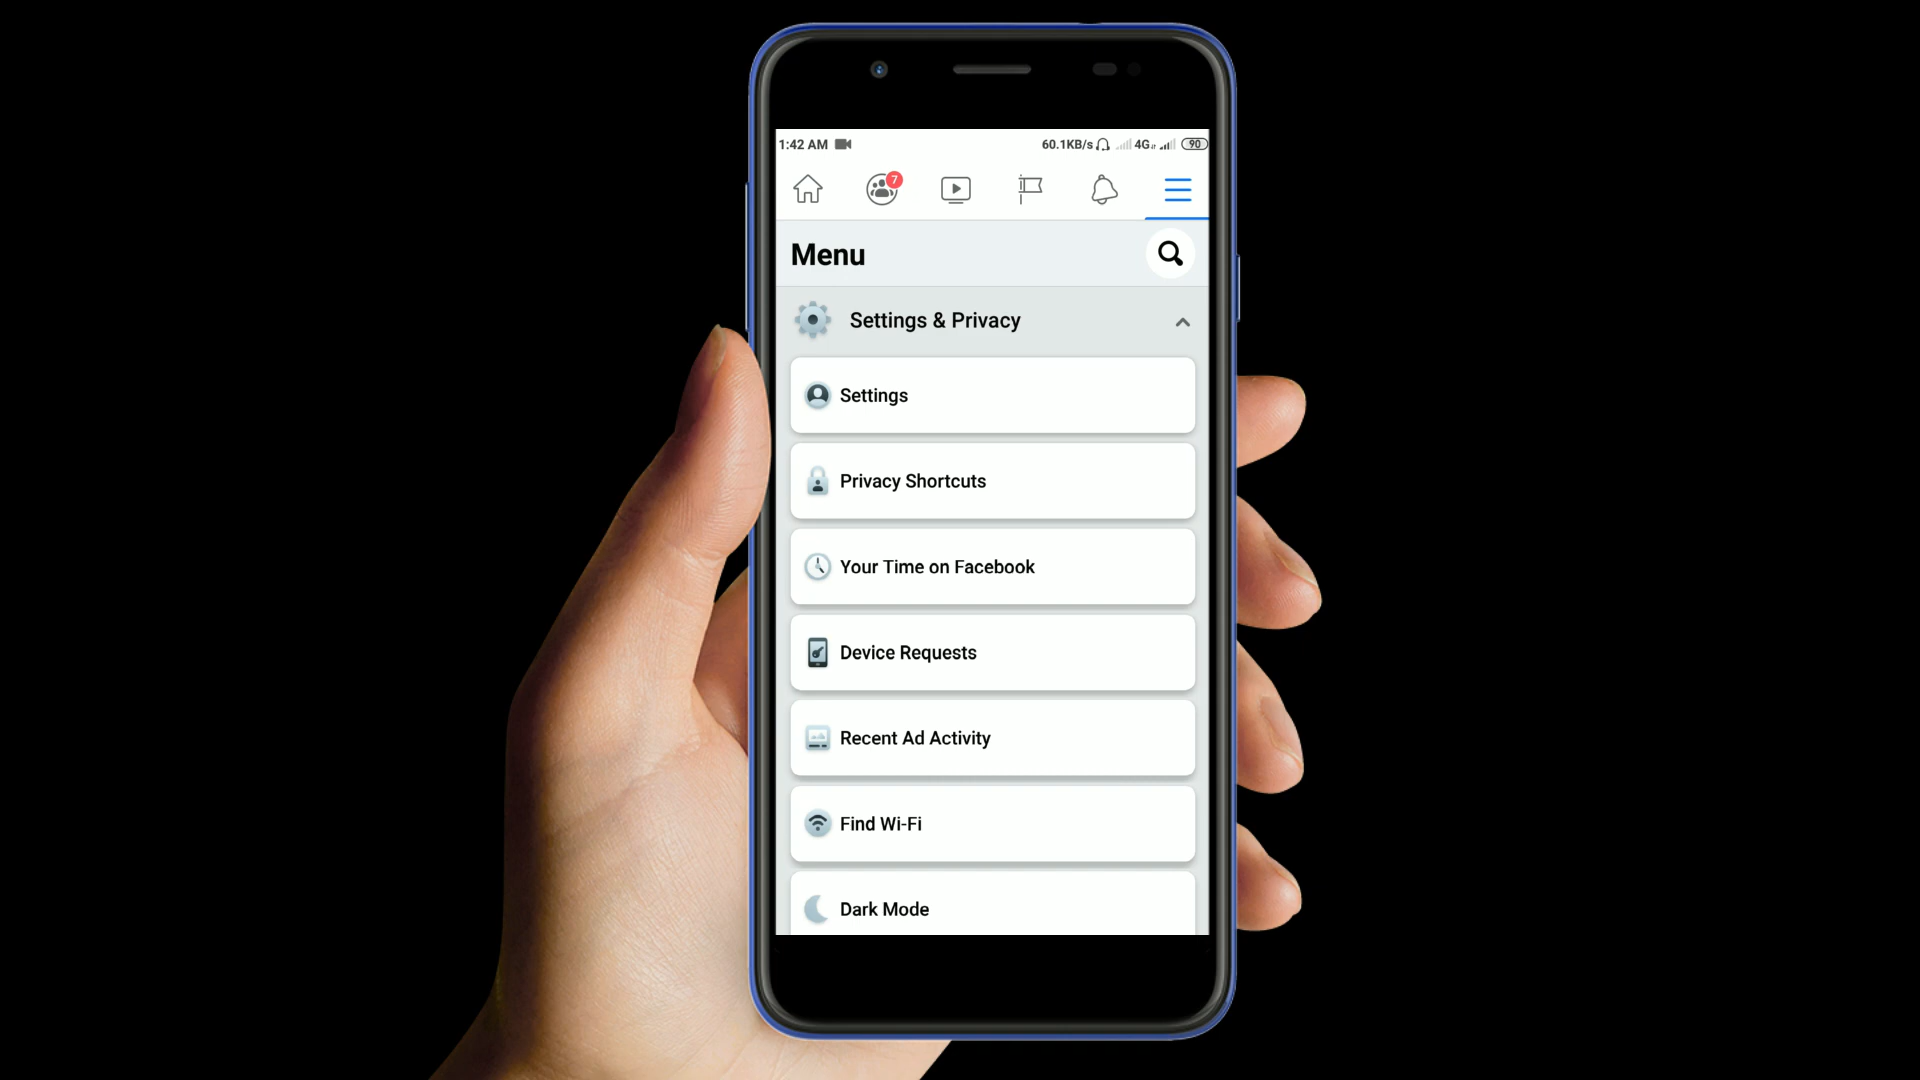 1:42 AM 60.1KB/s 4G 90
7
Menu
Settings & Privacy
Settings
Privacy Shortcuts
Your Time on Facebook
Device Requests
Recent Ad Activity
Find Wi-Fi
Dark Mode